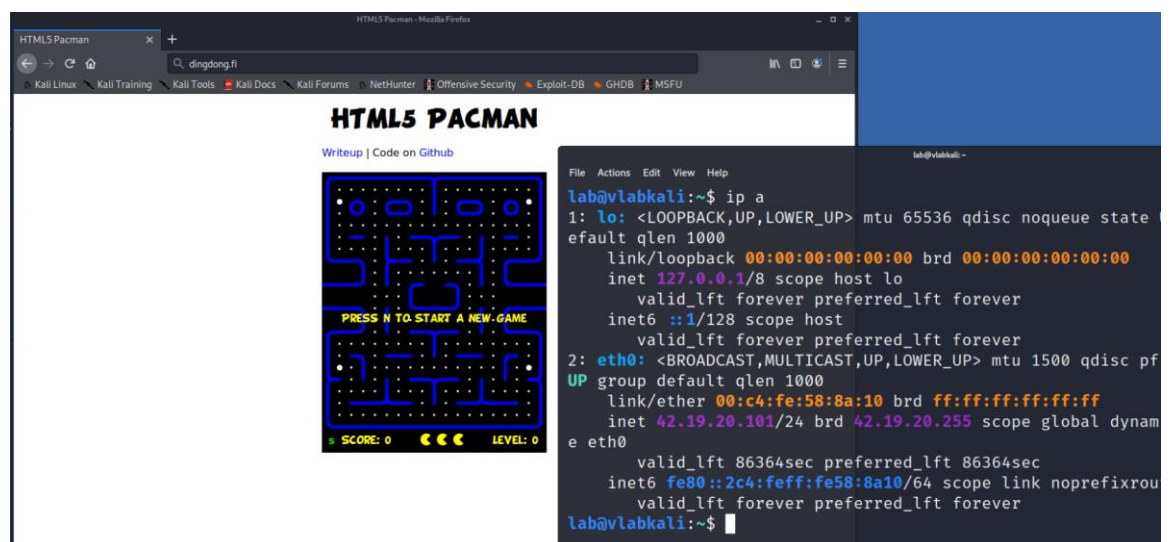 HTML5 Pacman - Mozilla Firefox
HTML5 Pacman
dingdong.fi
Kali Linux Kali Training Kali Tools Kali Docs Kali Forums NetHunter Offensive Security Exploit-DB GHDB MSFU
HTML5 PACMAN
Writeup | Code on Github
PRESS N TO START A NEW GAME
s SCORE: 0 LEVEL: 0
lab@vlabkali: ~
File Actions Edit View Help
lab@vlabkali:~$ ip a
1: lo: <LOOPBACK,UP,LOWER_UP> mtu 65536 qdisc noqueue state
efault qlen 1000
link/loopback 00:00:00:00:00:00 brd 00:00:00:00:00:00
inet 127.0.0.1/8 scope host lo
valid_lft forever preferred_lft forever
inet6 ::1/128 scope host
valid_lft forever preferred_lft forever
2: eth0: <BROADCAST,MULTICAST,UP,LOWER_UP> mtu 1500 qdisc pf
UP group default qlen 1000
link/ether 00:c4:fe:58:8a:10 brd ff:ff:ff:ff:ff:ff
inet 42.19.20.101/24 brd 42.19.20.255 scope global dynam
e eth0
valid_lft 86364sec preferred_lft 86364sec
inet6 fe80::2c4:feff:fe58:8a10/64 scope link noprefixrou
valid_lft forever preferred_lft forever
lab@vlabkali:~$